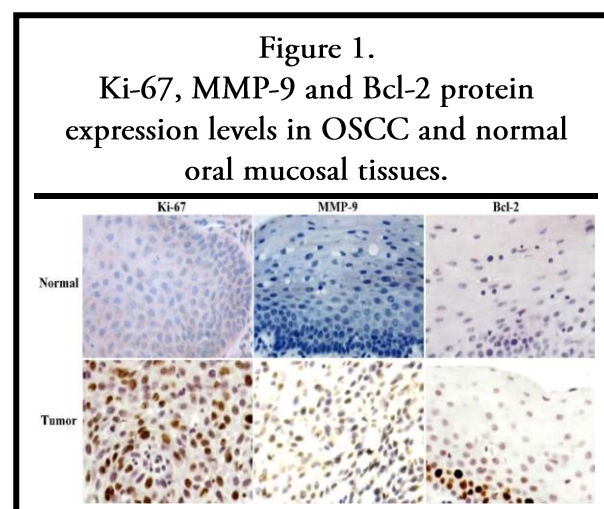 Figure 1.
Ki-67, MMP-9 and Bcl-2 protein
expression levels in OSCC and normal
oral mucosal tissues.
Ki-67 MMP-9 Bcl-2
Normal
Tumor